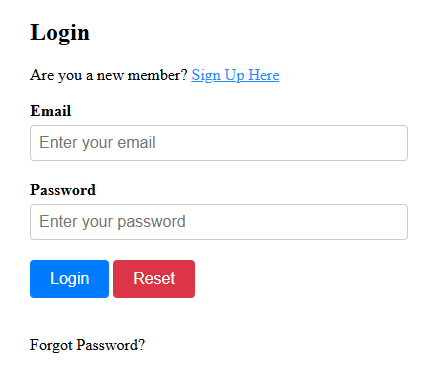 Login
Are you a new member? Sign Up Here
Email
Enter your email
Password
Enter your password
Login Reset
Forgot Password?